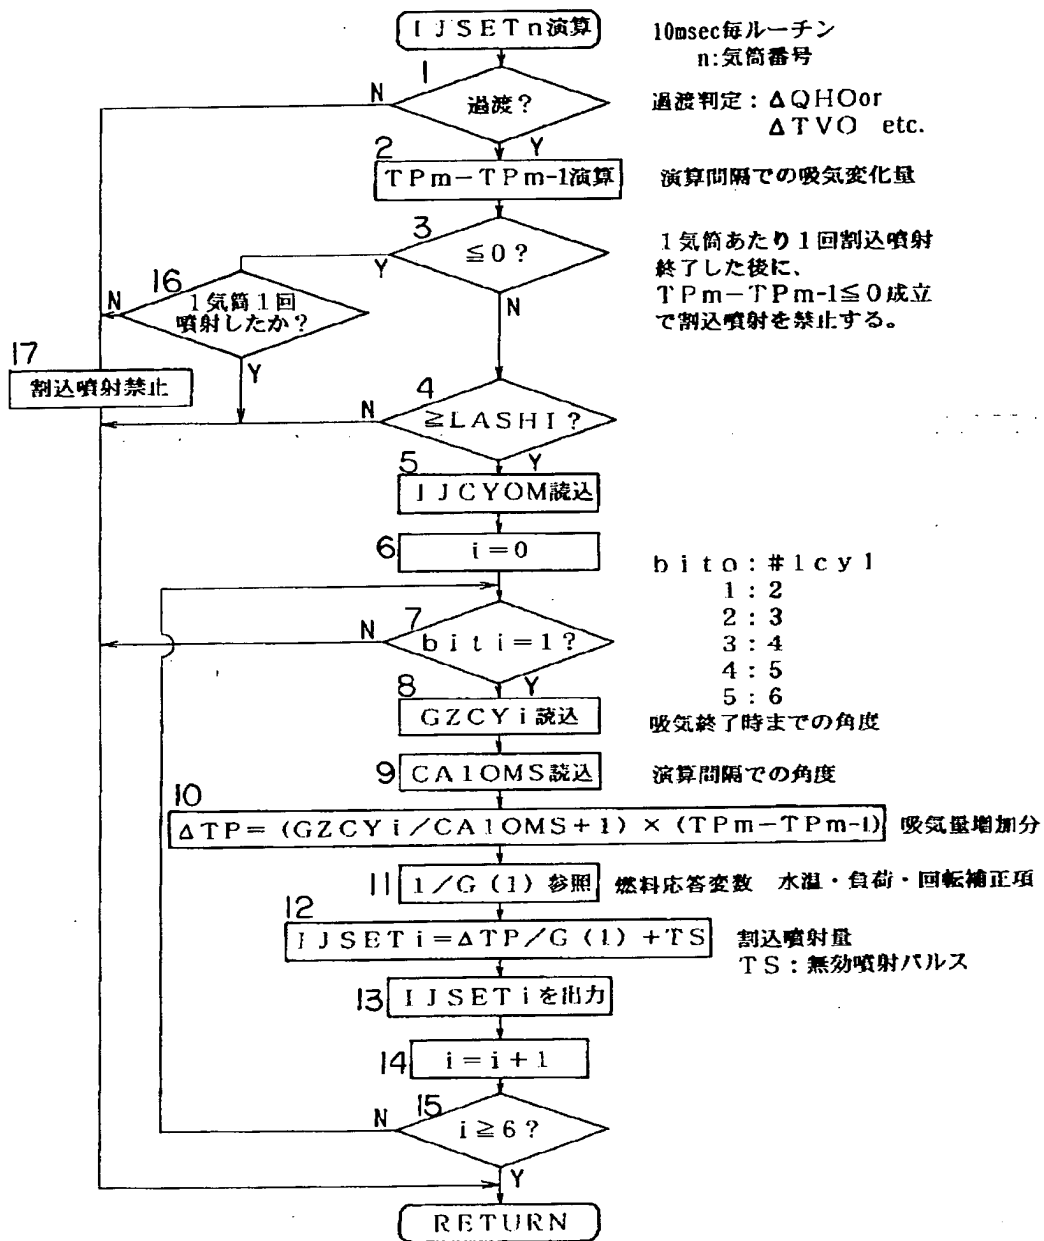 IJSETn演算
10msec毎ルーチン
n:気筒番号
1
過渡?
N
Y
過渡判定:ΔQHOor
ΔTVO etc.
2
TPm-TPm-1演算
演算間隔での吸気変化量
3
≦0?
Y
N
1気筒あたり1回割込噴射
終了した後に、
TPm-TPm-1≦0成立
で割込噴射を禁止する。
16
1気筒1回
噴射したか?
N
Y
17
割込噴射禁止
4
≧LASHI?
N
Y
5
IJCYOM読込
6
i=0
bito:#1cyl
1:2
2:3
3:4
4:5
5:6
7
biti=1?
N
Y
8
GZCYi読込
吸気終了時までの角度
9
CA1OMS読込
演算間隔での角度
10
ΔTP=(GZCYi/CA1OMS+1)×(TPm-TPm-1)
吸気量増加分
11
1/G(1)参照
燃料応答変数 水温・負荷・回転補正項
12
IJSETi=ΔTP/G(1)+TS
割込噴射量
TS:無効噴射パルス
13
IJSETiを出力
14
i=i+1
15
i≧6?
N
Y
RETURN